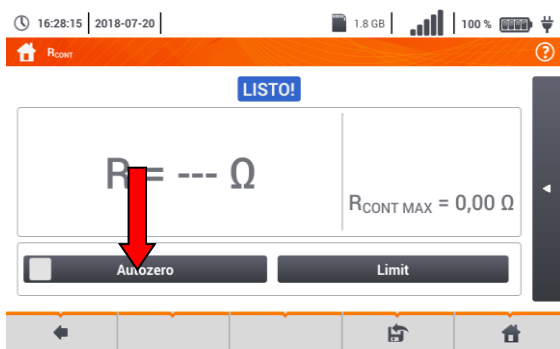 16:28:15 2018-07-20 1.8 GB 100 %
RCONT ?
LISTO!
R = --- Ω
RCONT MAX = 0,00 Ω
Autozero Limit